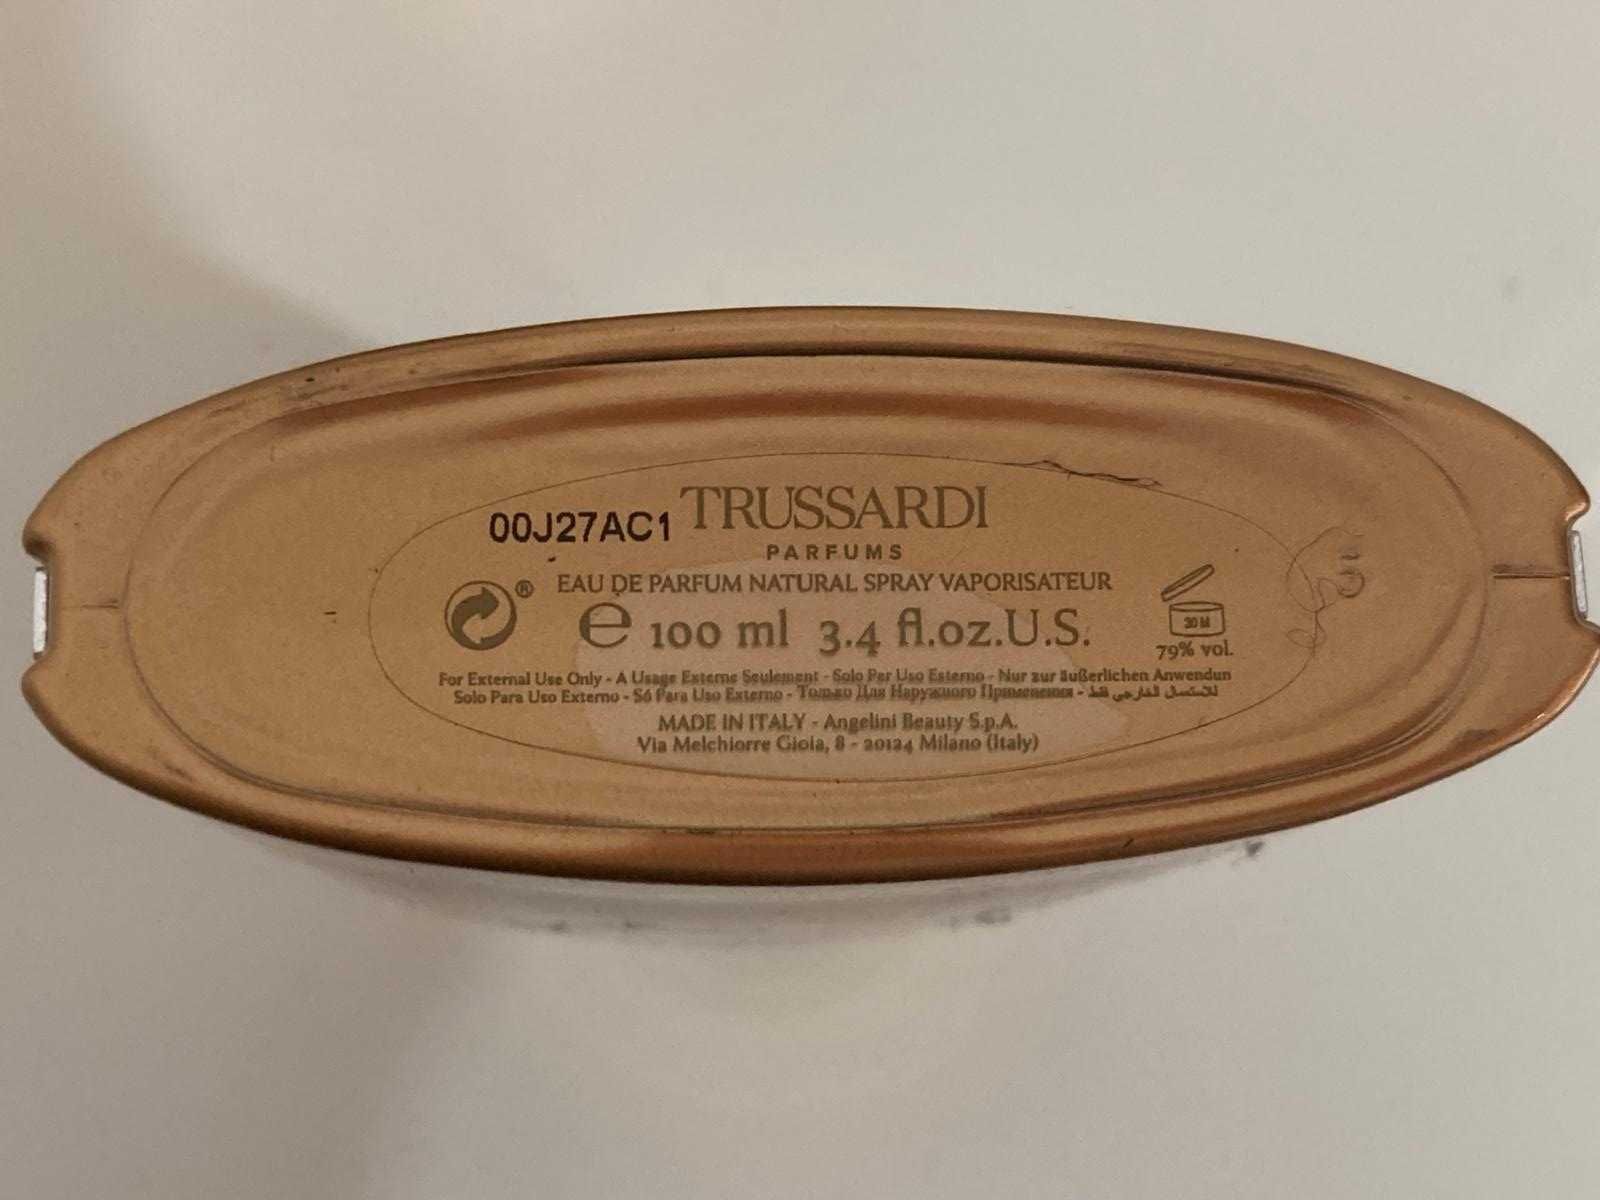 00J27AC1
TRUSSARDI
PARFUMS
EAU DE PARFUM NATURAL SPRAY VAPORISATEUR
℮ 100 ml 3.4 fl.oz.U.S.
30 M
79% vol.
For External Use Only - A Usage Externe Seulement - Solo Per Uso Esterno - Nur zur äußerlichen Anwendun
Solo Para Uso Externo - Só Para Uso Externo - Только Для Наружного Применения - للاستعمال الخارجي فقط
MADE IN ITALY - Angelini Beauty S.p.A.
Via Melchiorre Gioia, 8 - 20124 Milano (Italy)